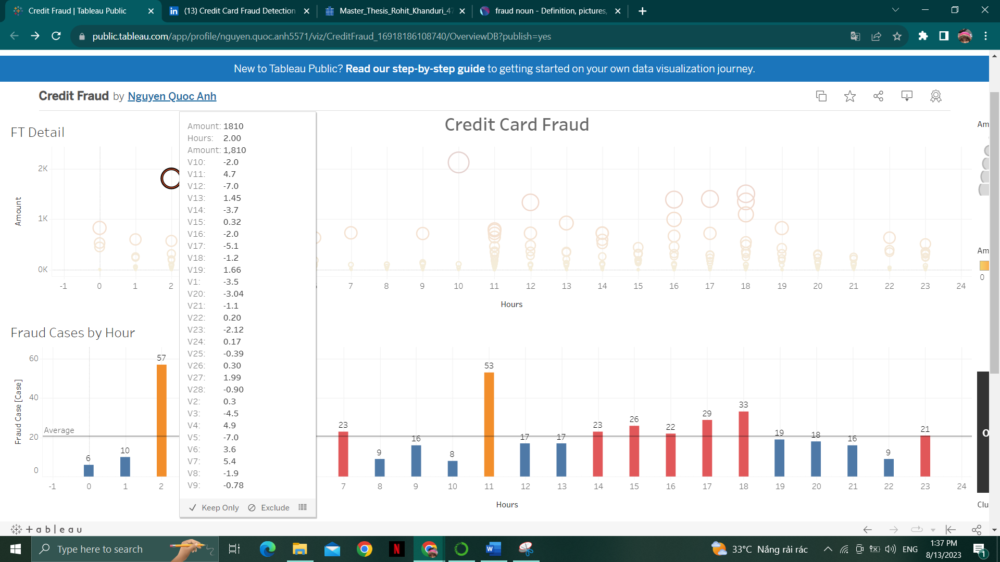 Credit Fraud | Tableau Public
(13) Credit Card Fraud Detection
Master_Thesis_Rohit_Khanduri_47
fraud noun - Definition, pictures,
public.tableau.com/app/profile/nguyen.quoc.anh5571/viz/CreditFraud_16918186108740/OverviewDB?publish=yes
New to Tableau Public? Read our step-by-step guide to getting started on your own data visualization journey.
Credit Fraud by Nguyen Quoc Anh
Credit Card Fraud
FT Detail
Amount
2K
1K
0K
-1 0 1 2 7 8 9 10 11 12 13 14 15 16 17 18 19 20 21 22 23 24
Hours
Amount: 1810
Hours: 2.00
Amount: 1,810
V10: -2.0
V11: 4.7
V12: -7.0
V13: 1.45
V14: -3.7
V15: 0.32
V16: -2.0
V17: -5.1
V18: -1.2
V19: 1.66
V1: -3.5
V20: -3.04
V21: -1.1
V22: 0.20
V23: -2.12
V24: 0.17
V25: -0.39
V26: 0.30
V27: 1.99
V28: -0.90
V2: 0.3
V3: -4.5
V4: 4.9
V5: -7.0
V6: 3.6
V7: 5.4
V8: -1.9
V9: -0.78
Keep Only Exclude
Am
Am
0
Fraud Cases by Hour
Fraud Case [Case]
60
40
20
0
Average
6 10 57 23 9 16 8 53 17 17 23 26 22 29 33 19 18 16 9 21
-1 0 1 2 7 8 9 10 11 12 13 14 15 16 17 18 19 20 21 22 23 24
Hours
O
Clu
+ableau
Type here to search
33°C Nắng rải rác
ENG
1:37 PM
8/13/2023
1